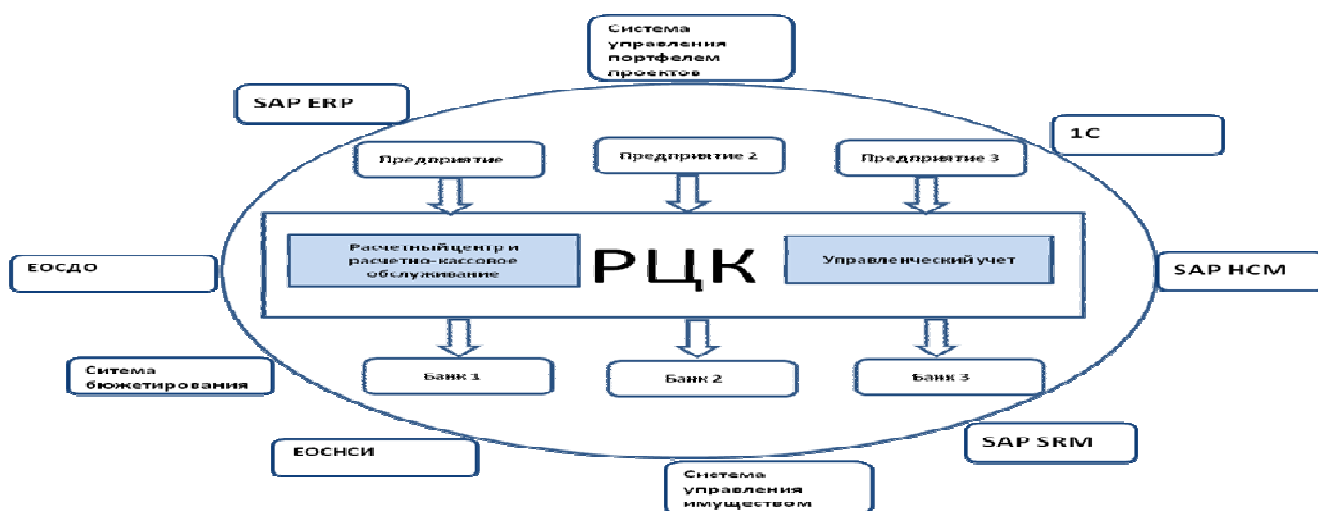 Система
управления
портфелем
проектов
SAP ERP
1С
Предприятие
Предприятие 2
Предприятие 3
Расчетный центр и
расчетно-кассовое
обслуживание
РЦК
Управленческий учет
ЕОСДО
SAP HCM
Ситема
бюжетирования
Банк 1
Банк 2
Банк 3
ЕОСНСИ
SAP SRM
Система
управления
имуществом